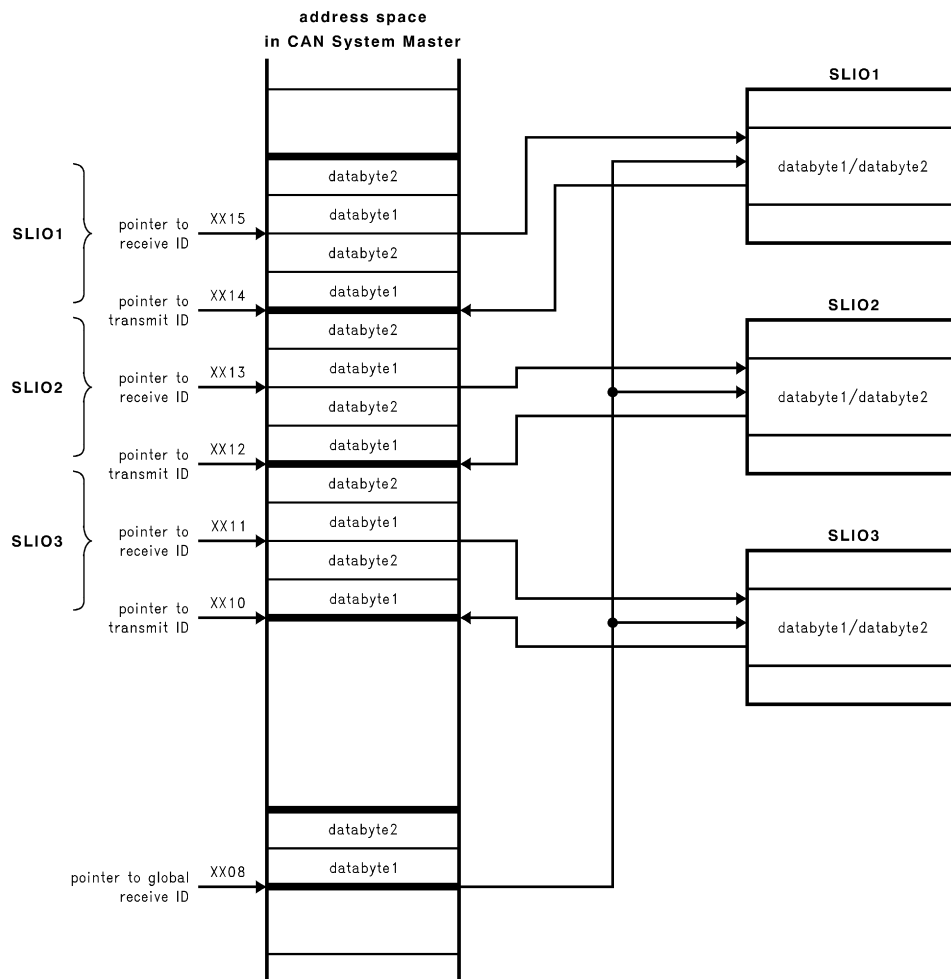 address space
in CAN System Master
SLIO1
databyte2
databyte1/databyte2
databyte1
SLIO1
pointer to
receive ID
XX15
databyte2
databyte1
pointer to
transmit ID
XX14
SLIO2
databyte2
databyte1
SLIO2
pointer to
receive ID
XX13
databyte1/databyte2
databyte2
databyte1
pointer to
transmit ID
XX12
databyte2
databyte1
SLIO3
pointer to
receive ID
XX11
SLIO3
databyte2
databyte1
pointer to
transmit ID
XX10
databyte1/databyte2
databyte2
databyte1
pointer to global
receive ID
XX08